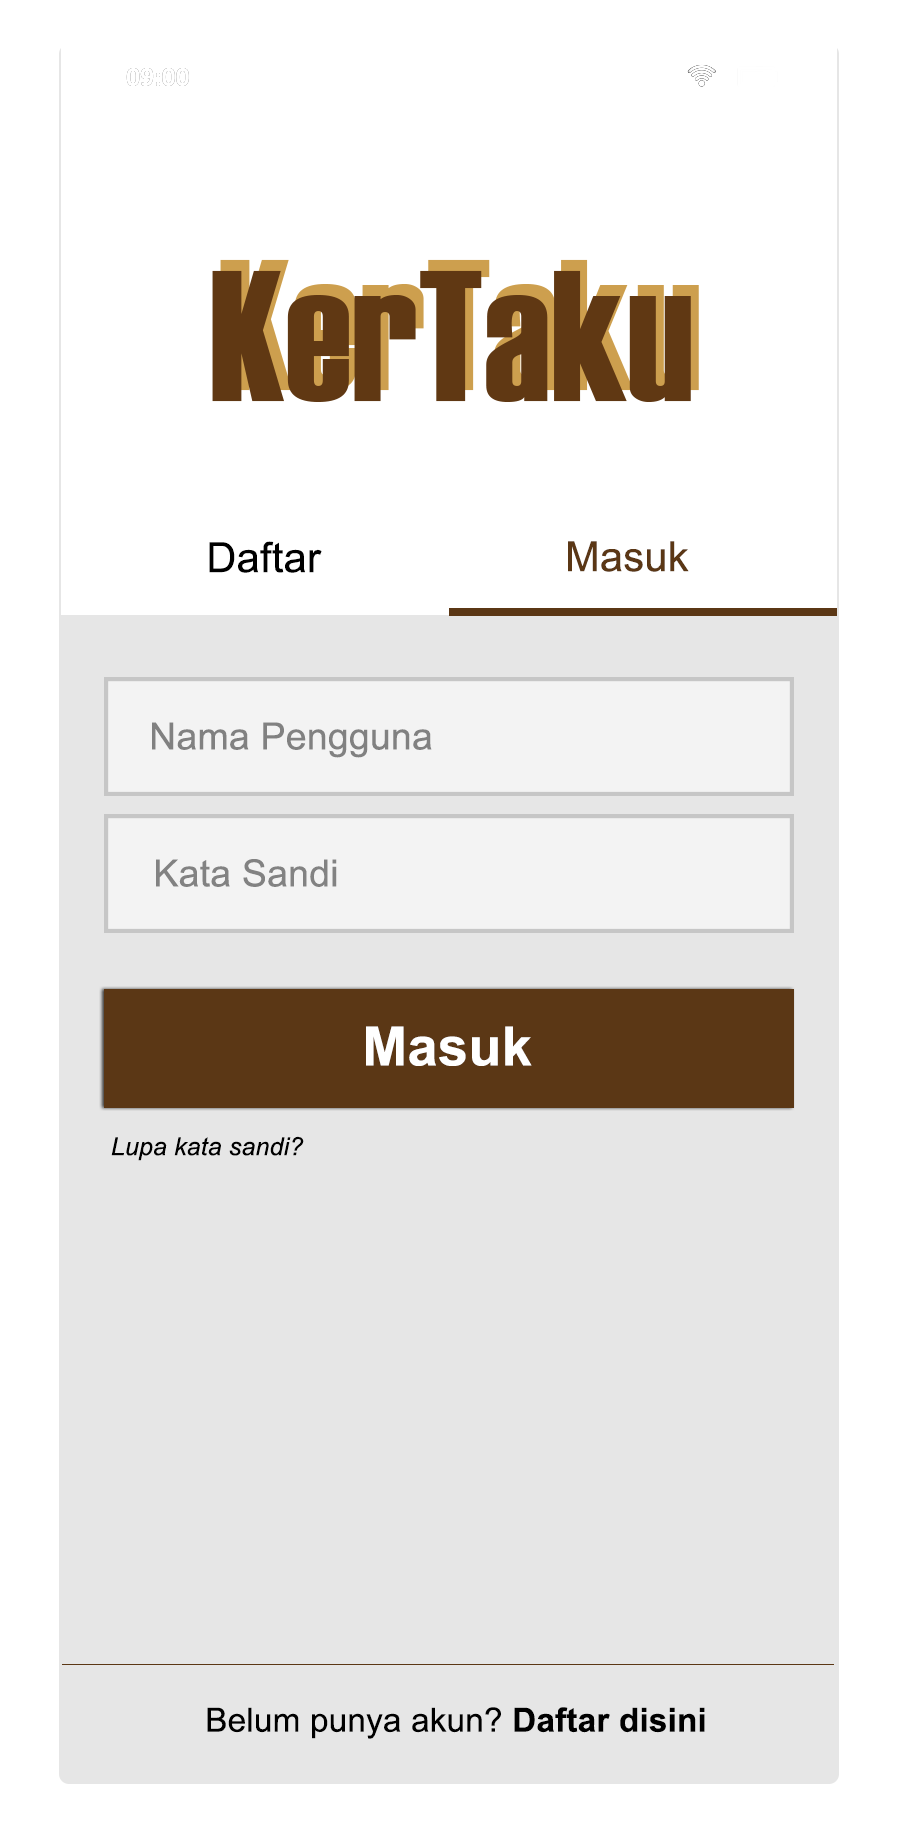 09:00
KerTaku
Daftar Masuk
Nama Pengguna
Kata Sandi
Masuk
Lupa kata sandi?
Belum punya akun? Daftar disini